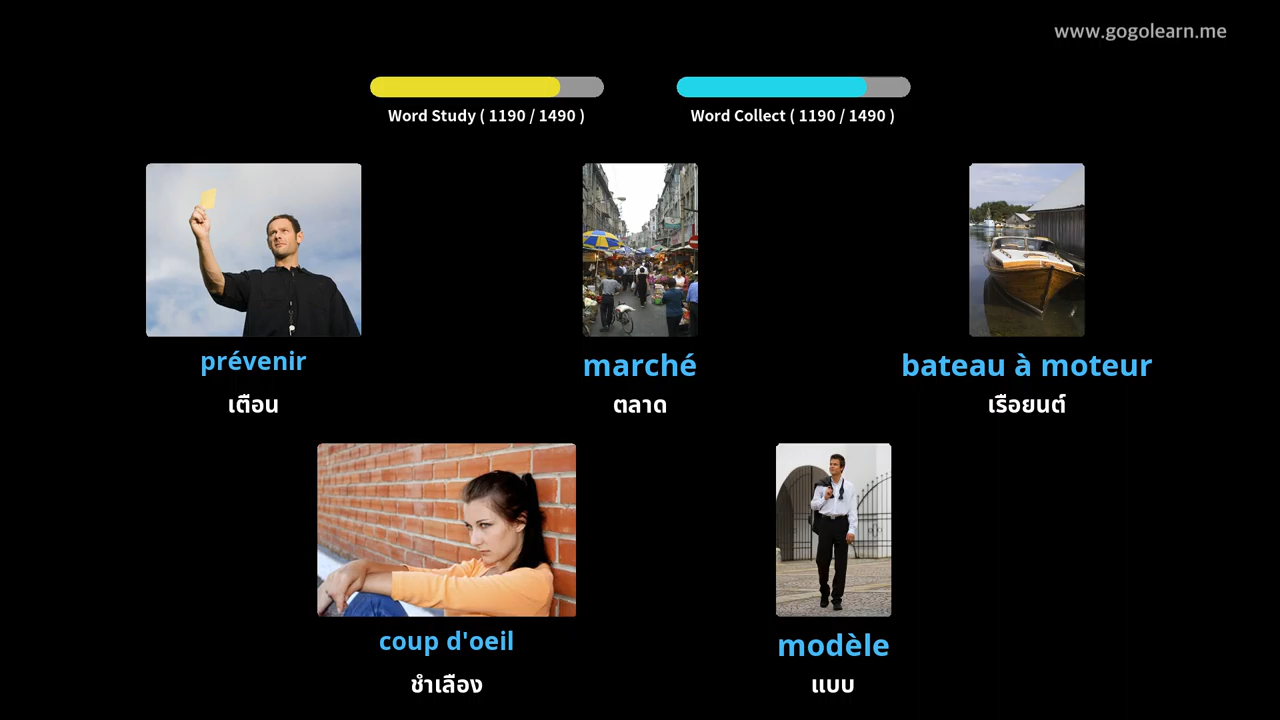 www.gogolearn.me
Word Study ( 1190 / 1490 )
Word Collect ( 1190 / 1490 )
prévenir
เตือน
marché
ตลาด
bateau à moteur
เรือยนต์
coup d'oeil
ชำเลือง
modèle
แบบ